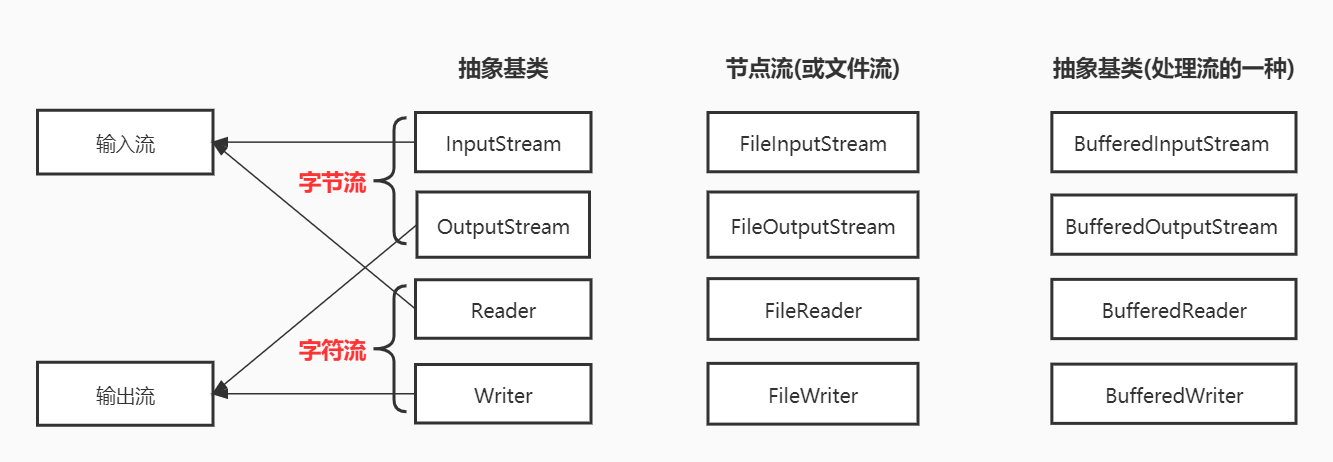 抽象基类
节点流(或文件流)
抽象基类(处理流的一种)
输入流
InputStream
FileInputStream
BufferedInputStream
字节流
OutputStream
FileOutputStream
BufferedOutputStream
Reader
FileReader
BufferedReader
字符流
输出流
Writer
FileWriter
BufferedWriter